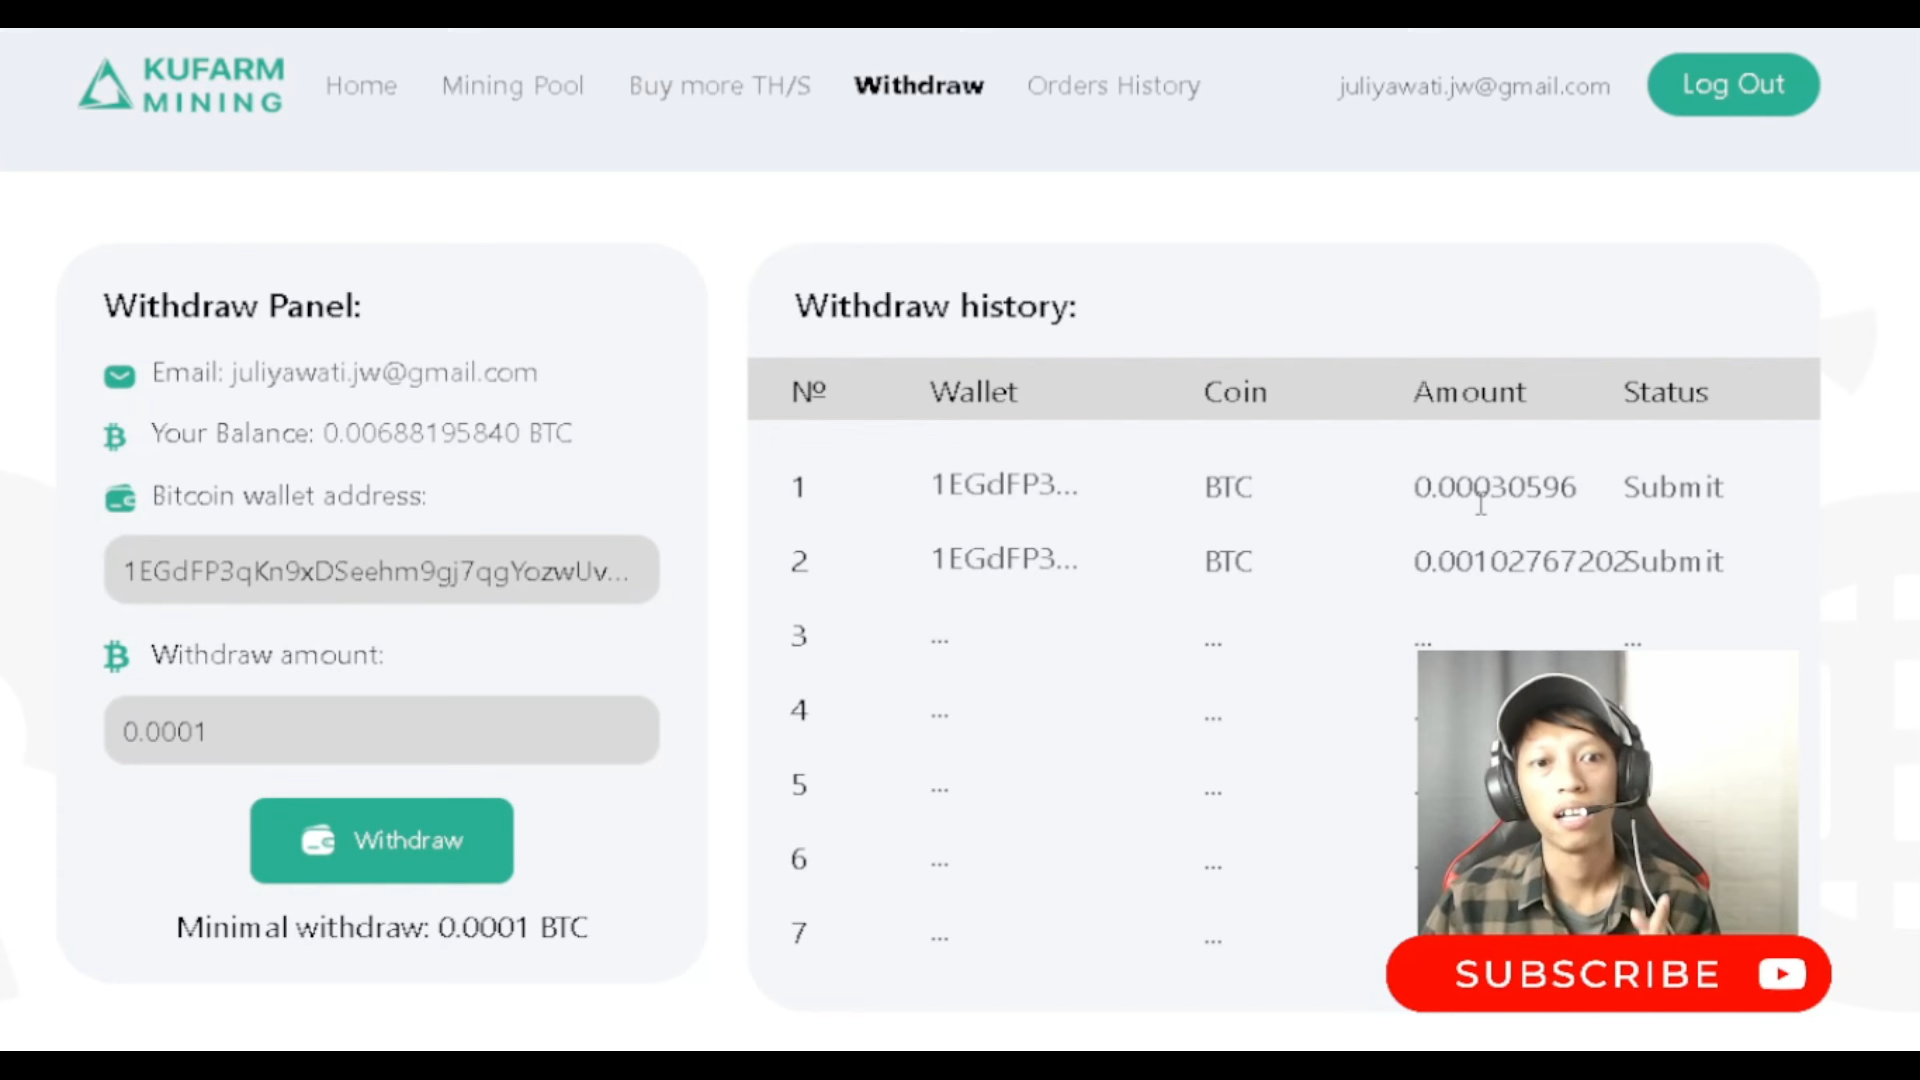 KUFARM
MINING
Home
Mining Pool
Buy more TH/S
Withdraw
Orders History
juliyawati.jw@gmail.com
Log Out
Withdraw Panel:
Email: juliyawati.jw@gmail.com
Your Balance: 0.00688195840 BTC
Bitcoin wallet address:
1EGdFP3qKn9xDSeehm9gj7qgYozwUv...
Withdraw amount:
0.0001
Withdraw
Minimal withdraw: 0.0001 BTC
Withdraw history:
№ Wallet Coin Amount Status
1 1EGdFP3... BTC 0.00030596 Submit
2 1EGdFP3... BTC 0.00102767202 Submit
3 ... ... ... ...
4 ... ...
5 ... ...
6 ... ...
7 ... ...
SUBSCRIBE